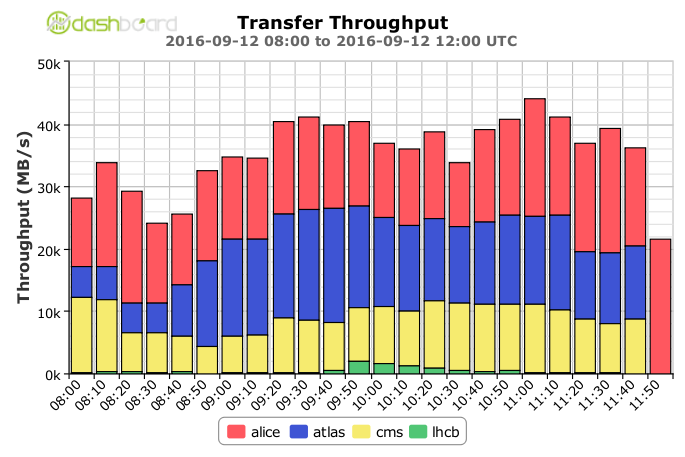 dashboard
Transfer Throughput
2016-09-12 08:00 to 2016-09-12 12:00 UTC
Throughput (MB/s)
50k
40k
30k
20k
10k
0k
08:00 08:10 08:20 08:30 08:40 08:50 09:00 09:10 09:20 09:30 09:40 09:50 10:00 10:10 10:20 10:30 10:40 10:50 11:00 11:10 11:20 11:30 11:40 11:50
alice atlas cms lhcb